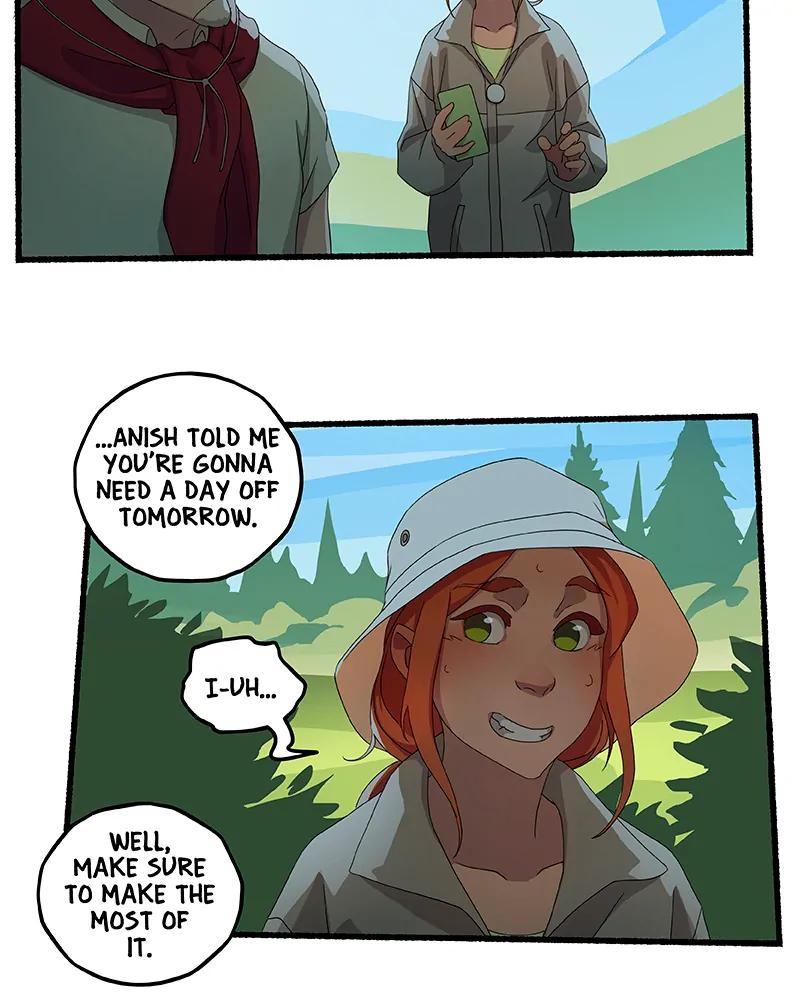 ...ANISH TOLD ME
YOU'RE GONNA
NEED A DAY OFF
TOMORROW.
I-UH...
WELL,
MAKE SURE
TO MAKE THE
MOST OF
IT.